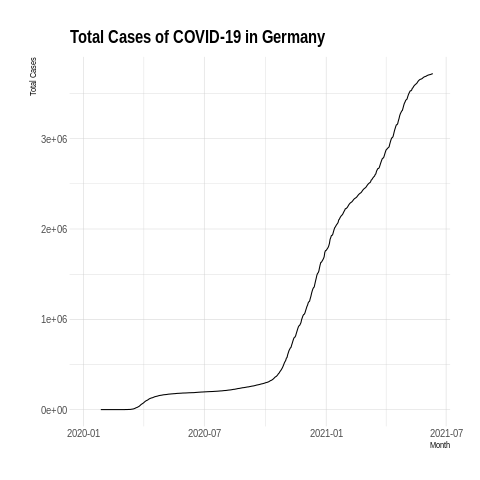 Total Cases of COVID-19 in Germany
Total Cases
3e+06
2e+06
1e+06
0e+00
2020-01 2020-07 2021-01 2021-07
Month